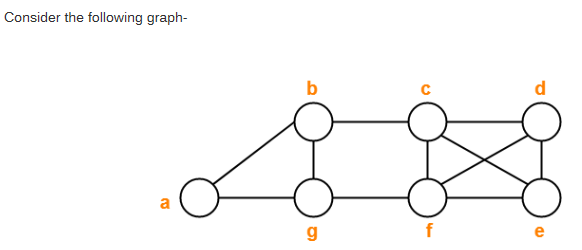 Consider the following graph-
b c d
a
g f e